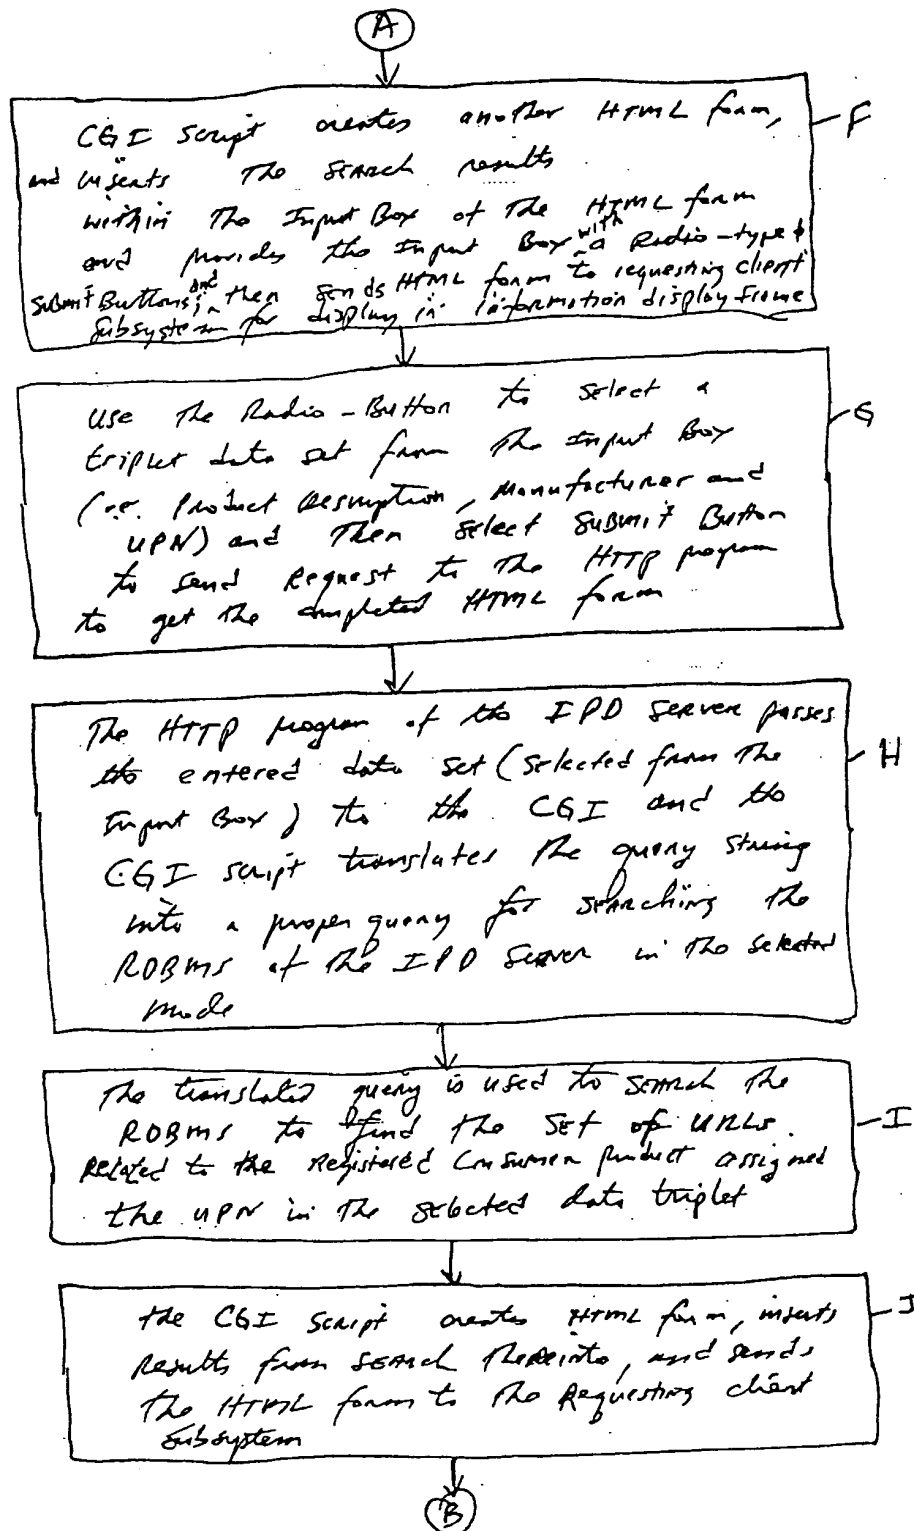 A
CGI Script creates another HTML form, F
and inserts the search results
within the Input Box of the HTML form
and provides the Input Box with a Radio-type &
Submit Buttons; and then sends HTML form to requesting client
Subsystem for display in information display frame
Use the Radio-Button to select a G
triplet data set from the Input Box
(i.e. Product Description, Manufacturer and
UPN) and then select Submit Button
to send Request to the HTTP program
to get the completed HTML form
The HTTP program of the IPD Server passes
the entered data set (selected from the H
Input Box) to the CGI and the
CGI script translates the query string
into a proper query for searching the
RDBMS of the IPD Server in the selected
mode
The translated query is used to search the
RDBMS to find the set of URLs I
Related to the registered Consumer product assigned
the UPN in the selected data triplet
the CGI script creates HTML form, inserts J
Results from search thereinto, and sends
the HTML form to the Requesting client
Subsystem
B